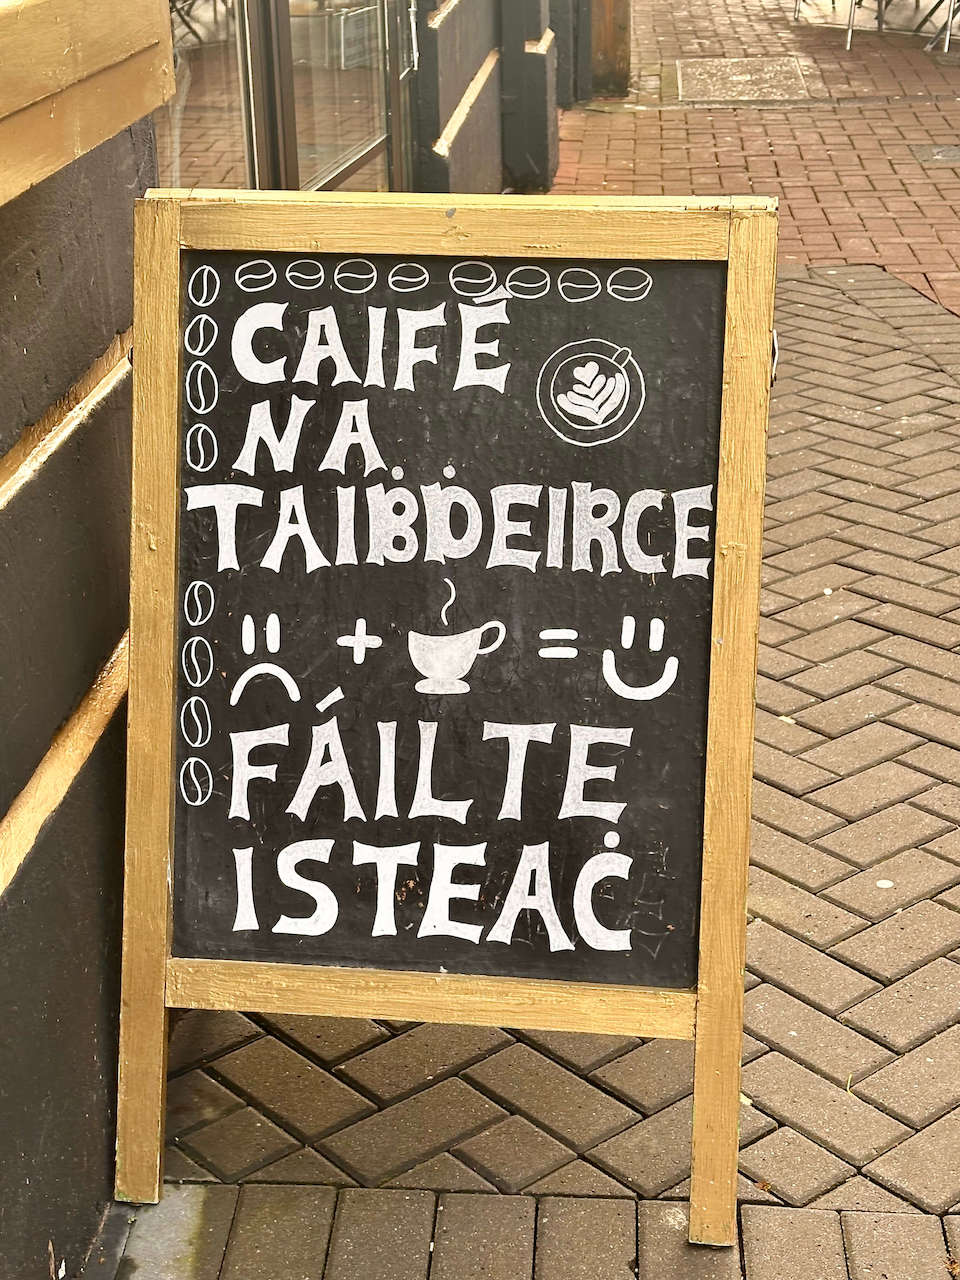 CAIFÉ
NA
TAIḂḊEIRCE
+ =
FÁILTE
ISTEAĊ